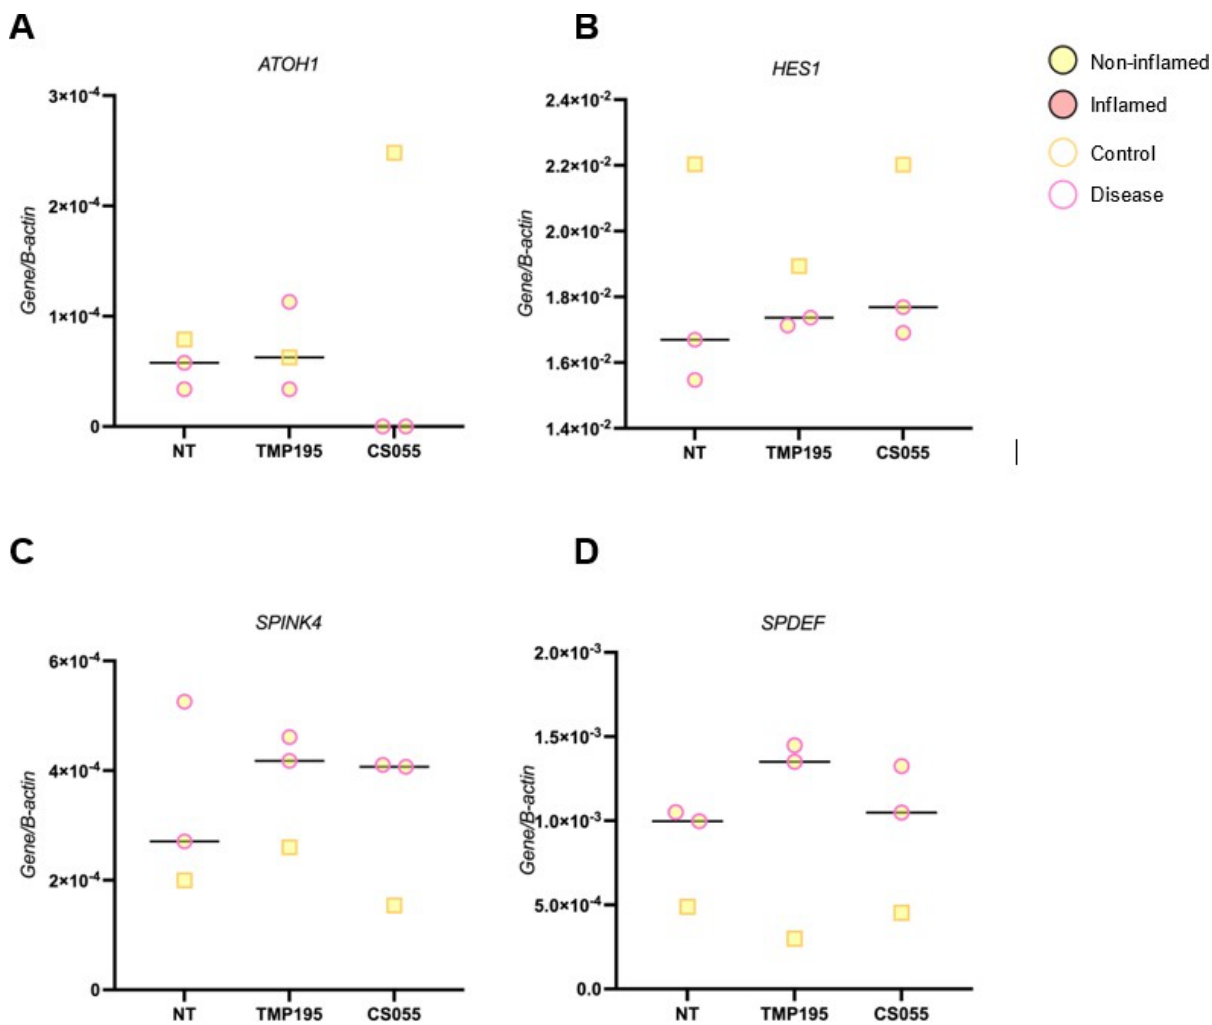 A
ATOH1
Gene/B-actin
3×10⁻⁴
2×10⁻⁴
1×10⁻⁴
0
NT TMP195 CS055
B
HES1
Gene/B-actin
2.4×10⁻²
2.2×10⁻²
2.0×10⁻²
1.8×10⁻²
1.6×10⁻²
1.4×10⁻²
NT TMP195 CS055
Non-inflamed
Inflamed
Control
Disease
C
SPINK4
Gene/B-actin
6×10⁻⁴
4×10⁻⁴
2×10⁻⁴
0
NT TMP195 CS055
D
SPDEF
Gene/B-actin
2.0×10⁻³
1.5×10⁻³
1.0×10⁻³
5.0×10⁻⁴
0.0
NT TMP195 CS055